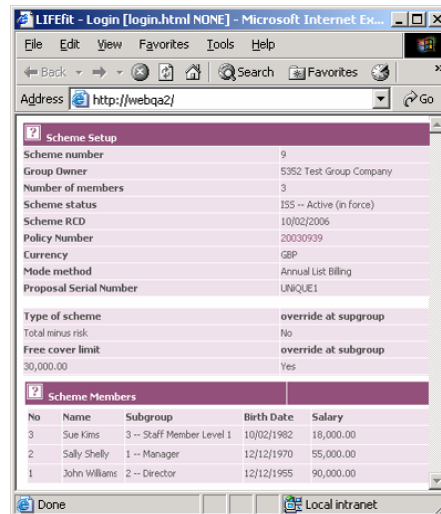 LIFEfit - Login [login.html NONE] - Microsoft Internet Ex...
File Edit View Favorites Tools Help
Back Search Favorites »
Address http://webqa2/ Go
? Scheme Setup
Scheme number 9
Group Owner 5352 Test Group Company
Number of members 3
Scheme status ISS -- Active (in force)
Scheme RCD 10/02/2006
Policy Number 20030939
Currency GBP
Mode method Annual List Billing
Proposal Serial Number UNIQUE1
Type of scheme override at supgroup
Total minus risk No
Free cover limit override at subgroup
30,000.00 Yes
? Scheme Members
No Name Subgroup Birth Date Salary
3 Sue Kims 3 -- Staff Member Level 1 10/02/1982 18,000.00
2 Sally Shelly 1 -- Manager 12/12/1970 55,000.00
1 John Williams 2 -- Director 12/12/1955 90,000.00
Done Local intranet